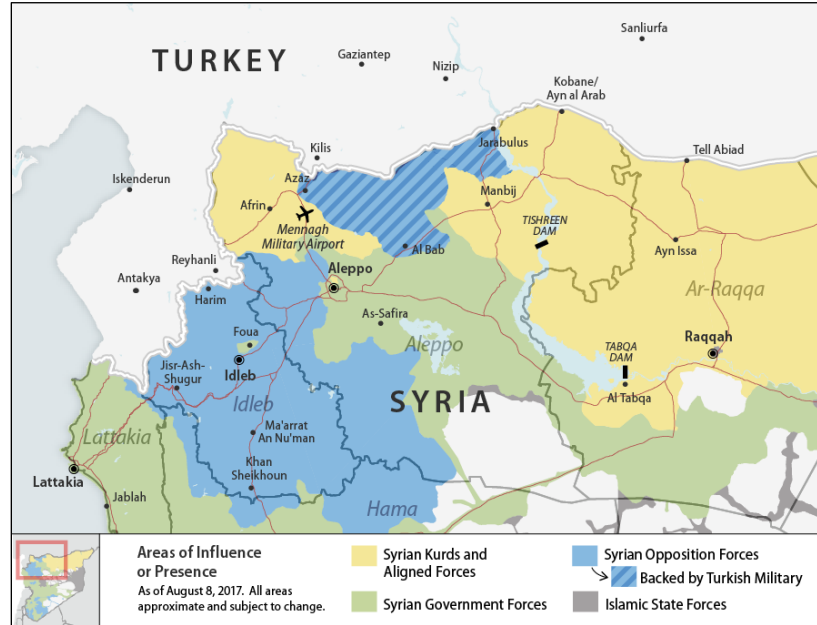 Sanliurfa
TURKEY
Gaziantep
Nizip
Kobane/
Ayn al Arab
Jarabulus
Kilis
Tell Abiad
Azaz
Iskenderun
Manbij
Afrin
TISHREEN
DAM
Mennagh
Military Airport
Al Bab
Ayn Issa
Reyhanli
Aleppo
Antakya
Harim
Ar-Raqqa
As-Safira
Foua
Aleppo
Raqqah
TABQA
DAM
Idleb
Jisr-Ash-
Shugur
Al Tabqa
Idleb
SYRIA
Ma'arrat
An Nu'man
Lattakia
Khan
Sheikhoun
Lattakia
Jablah
Hama
Areas of Influence
or Presence
As of August 8, 2017. All areas
approximate and subject to change.
Syrian Kurds and
Aligned Forces
Syrian Government Forces
Syrian Opposition Forces
Backed by Turkish Military
Islamic State Forces